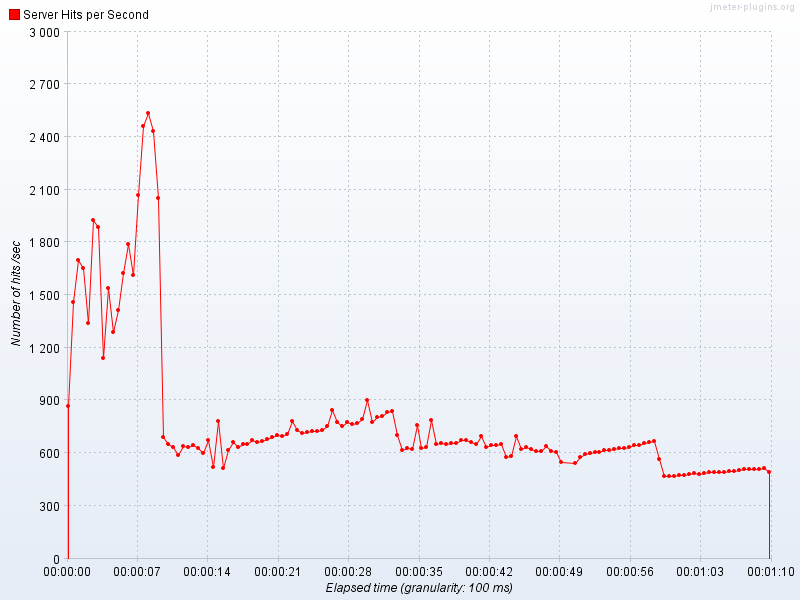 jmeter-plugins.org
Server Hits per Second
3 000
2 700
2 400
2 100
1 800
1 500
1 200
900
600
300
0
Number of hits /sec
00:00:00 00:00:07 00:00:14 00:00:21 00:00:28 00:00:35 00:00:42 00:00:49 00:00:56 00:01:03 00:01:10
Elapsed time (granularity: 100 ms)